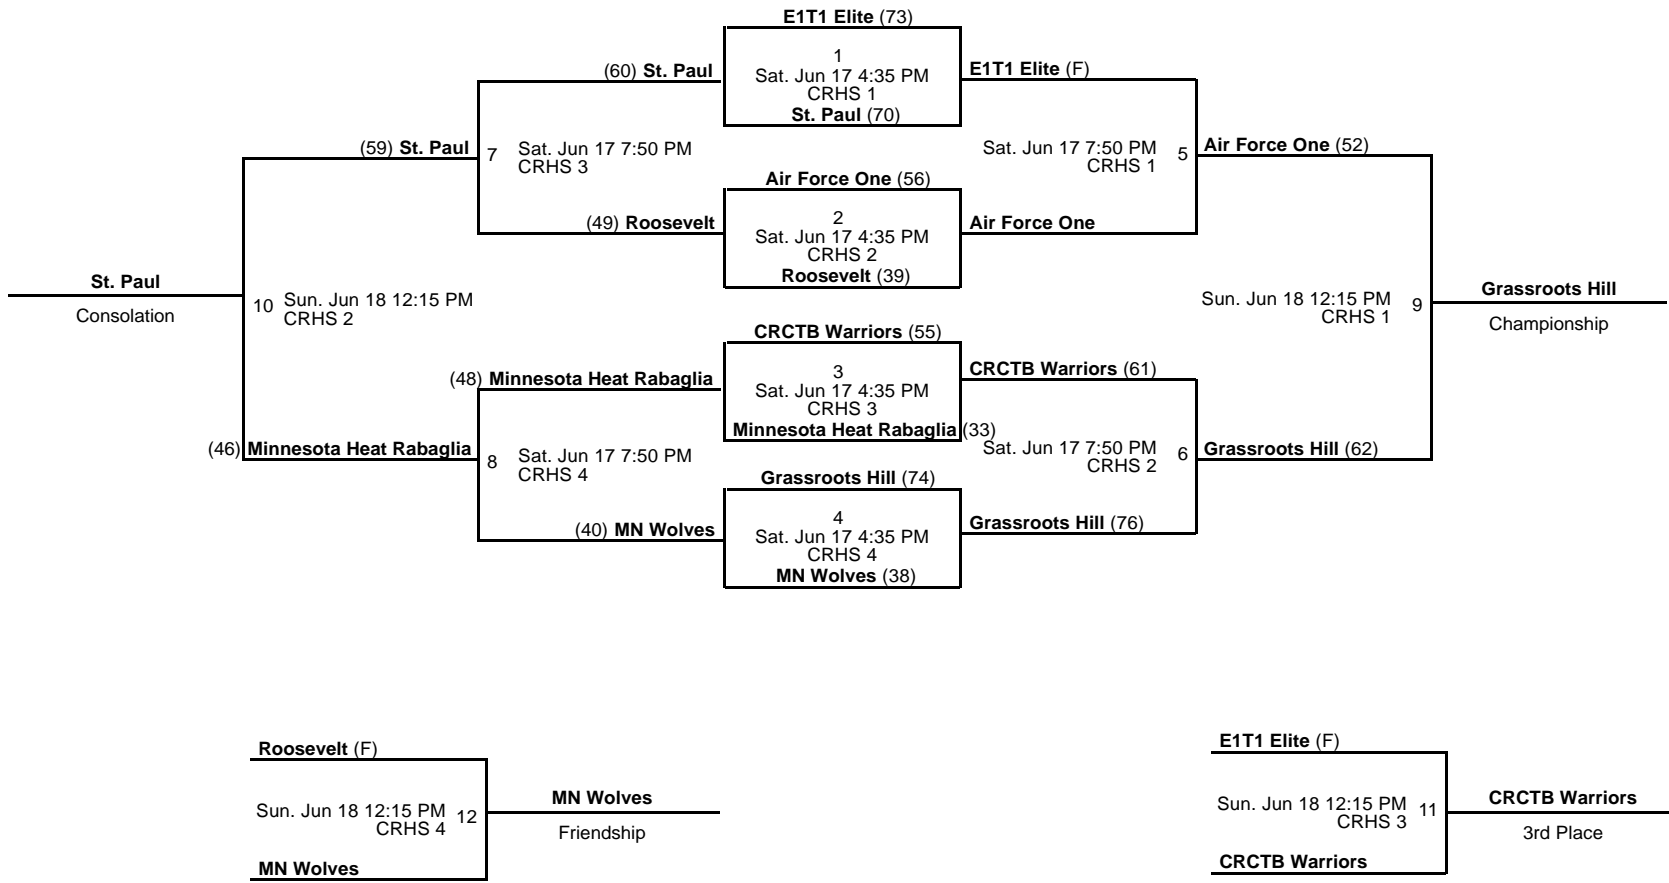 E1T1 Elite (73)
1
Sat. Jun 17 4:35 PM
CRHS 1
St. Paul (70)
(60) St. Paul
E1T1 Elite (F)
(59) St. Paul
7 Sat. Jun 17 7:50 PM
CRHS 3
Sat. Jun 17 7:50 PM 5
CRHS 1
Air Force One (52)
Air Force One (56)
2
Sat. Jun 17 4:35 PM
CRHS 2
Roosevelt (39)
(49) Roosevelt
Air Force One
St. Paul
Consolation
10 Sun. Jun 18 12:15 PM
CRHS 2
Sun. Jun 18 12:15 PM 9
CRHS 1
Grassroots Hill
Championship
CRCTB Warriors (55)
3
Sat. Jun 17 4:35 PM
CRHS 3
Minnesota Heat Rabaglia (33)
(48) Minnesota Heat Rabaglia
CRCTB Warriors (61)
(46) Minnesota Heat Rabaglia
8 Sat. Jun 17 7:50 PM
CRHS 4
Sat. Jun 17 7:50 PM 6
CRHS 2
Grassroots Hill (62)
Grassroots Hill (74)
4
Sat. Jun 17 4:35 PM
CRHS 4
MN Wolves (38)
(40) MN Wolves
Grassroots Hill (76)
Roosevelt (F)
Sun. Jun 18 12:15 PM 12
CRHS 4
MN Wolves
MN Wolves
Friendship
E1T1 Elite (F)
Sun. Jun 18 12:15 PM 11
CRHS 3
CRCTB Warriors
CRCTB Warriors
3rd Place